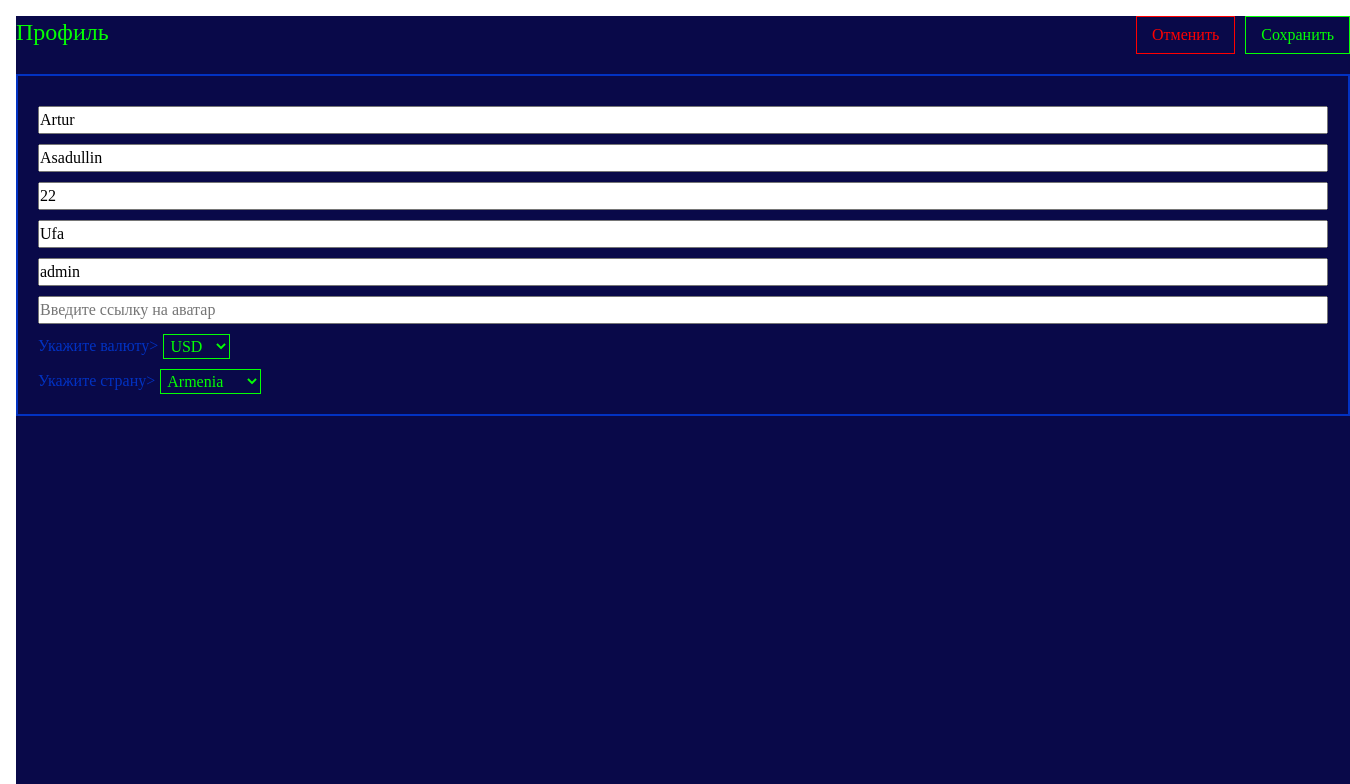 Профиль
Отменить
Сохранить
Artur
Asadullin
22
Ufa
admin
Введите ссылку на аватар
Укажите валюту> USD
Укажите страну> Armenia